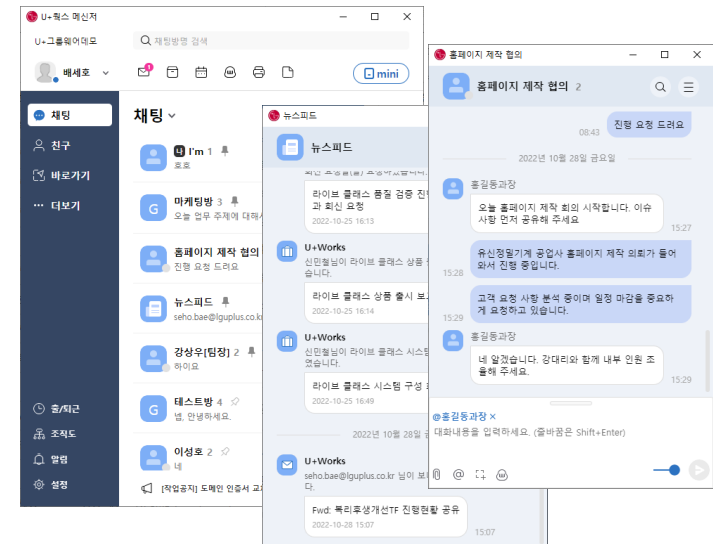 U+웍스 메신저
U+그룹웨어데모
채팅방명 검색
배세호
mini
채팅
친구
바로가기
더보기
출/퇴근
조직도
알림
설정
채팅
나 I'm 1
호호
G
마케팅방 3
오늘 업무 주제에 대해
홈페이지 제작 협의
진행 요청 드려요
뉴스피드
seho.bae@lguplus.co.kr
강상우[팀장] 2
하이요
G
테스트방 4
넵, 안녕하세요.
이성호 2
네
[작업공지] 도메인 인증서 교
뉴스피드
뉴스피드
라이브 클래스 품질 검증 진
과 회신 요청
2022-10-25 16:13
U+Works
신민철님이 라이브 클래스 상품
습니다.
라이브 클래스 상품 출시 보
2022-10-25 16:14
U+Works
신민철님이 라이브 클래스 시스템
였습니다.
라이브 클래스 시스템 구성
2022-10-25 16:49
2022년 10월 28일
U+Works
seho.bae@lguplus.co.kr 님이 보
다.
Fwd: 복리후생개선TF 진행현황 공유
2022-10-28 15:07
15:07
홈페이지 제작 협의
홈페이지 제작 협의 2
진행 요청 드려요
08:43
2022년 10월 28일 금요일
홍길동과장
오늘 홈페이지 제작 회의 시작합니다. 이슈
사항 먼저 공유해 주세요
15:27
유신정밀기계 공업사 홈페이지 제작 의뢰가 들어
와서 진행 중입니다.
15:28
고객 요청 사항 분석 중이며 일정 마감을 중요하
게 요청하고 있습니다.
15:29
홍길동과장
네 알겠습니다. 강대리와 함께 내부 인원 조
율해 주세요.
15:29
@홍길동과장 ×
대화내용을 입력하세요. (줄바꿈은 Shift+Enter)